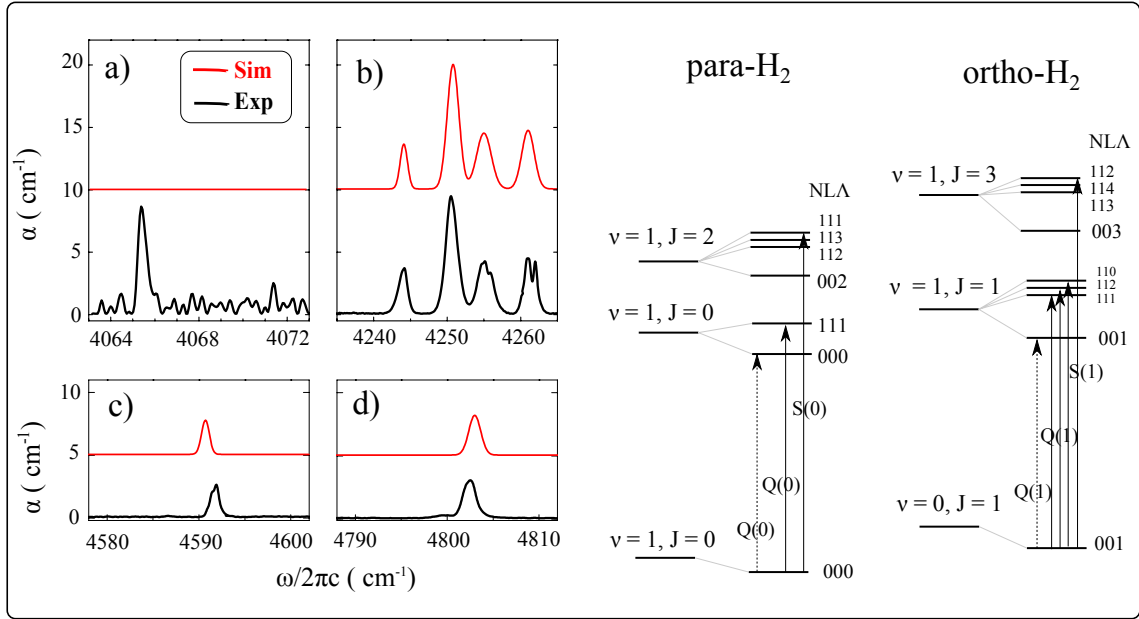 a)
Sim
Exp
b)
20
15
10
5
0
α ( cm⁻¹)
4064
4068
4072
4240
4250
4260
c)
d)
10
5
0
α ( cm⁻¹)
4580
4590
4600
4790
4800
4810
ω/2πc ( cm⁻¹)
para-H₂
NLΛ
ν = 1, J = 2
111
113
112
002
ν = 1, J = 0
111
000
S(0)
Q(0)
Q(0)
ν = 1, J = 0
000
ortho-H₂
NLΛ
ν = 1, J = 3
112
114
113
003
ν = 1, J = 1
110
112
111
001
S(1)
Q(1)
Q(1)
ν = 0, J = 1
001